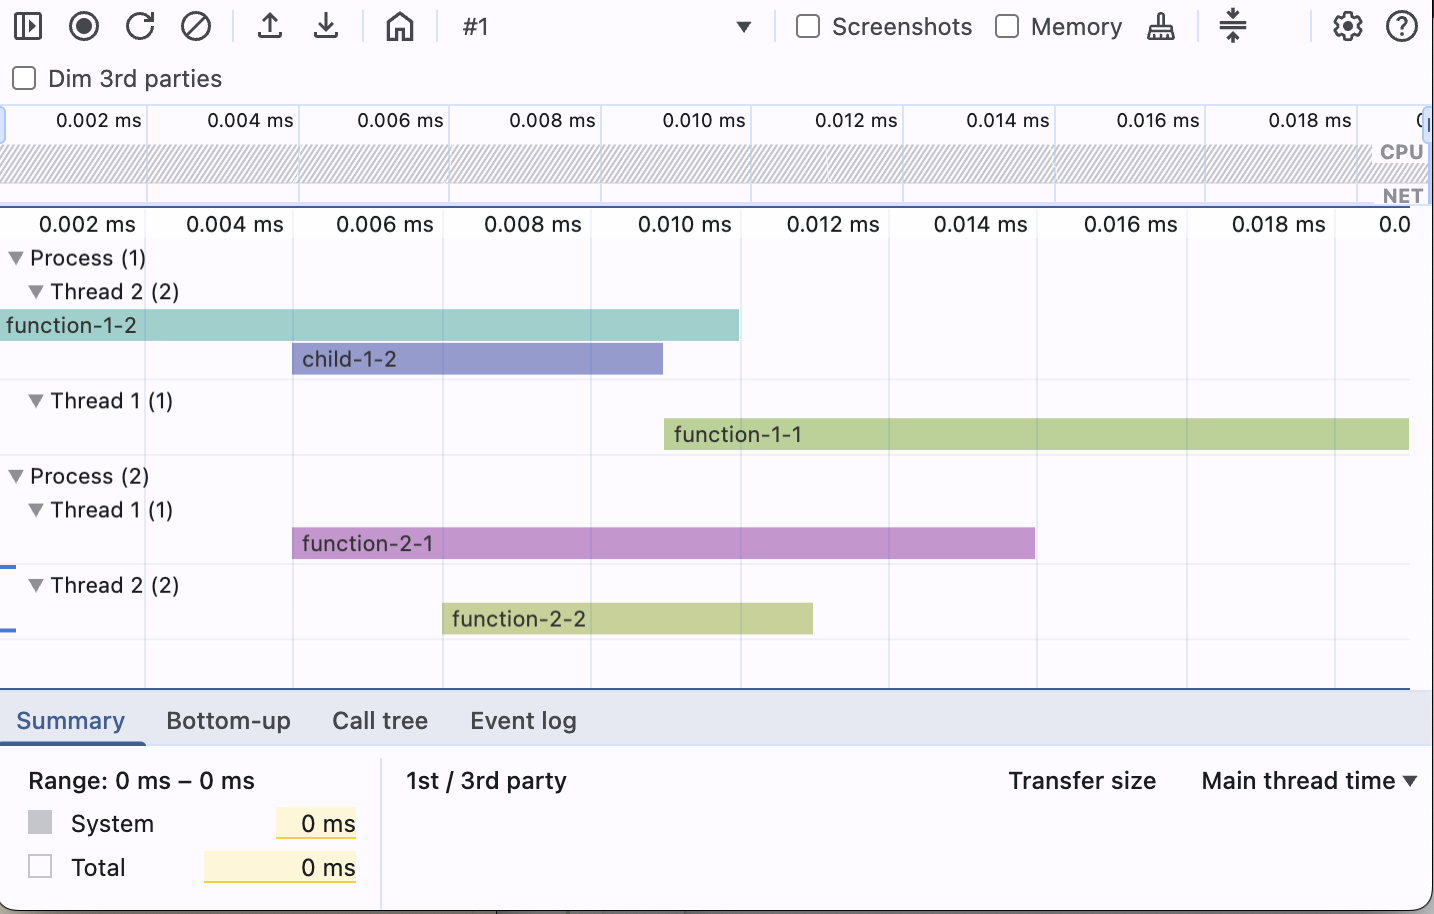 #1 Screenshots Memory
Dim 3rd parties
0.002 ms 0.004 ms 0.006 ms 0.008 ms 0.010 ms 0.012 ms 0.014 ms 0.016 ms 0.018 ms
CPU
NET
0.002 ms 0.004 ms 0.006 ms 0.008 ms 0.010 ms 0.012 ms 0.014 ms 0.016 ms 0.018 ms 0.0
Process (1)
Thread 2 (2)
function-1-2
child-1-2
Thread 1 (1)
function-1-1
Process (2)
Thread 1 (1)
function-2-1
Thread 2 (2)
function-2-2
Summary Bottom-up Call tree Event log
Range: 0 ms – 0 ms 1st / 3rd party Transfer size Main thread time
System 0 ms
Total 0 ms